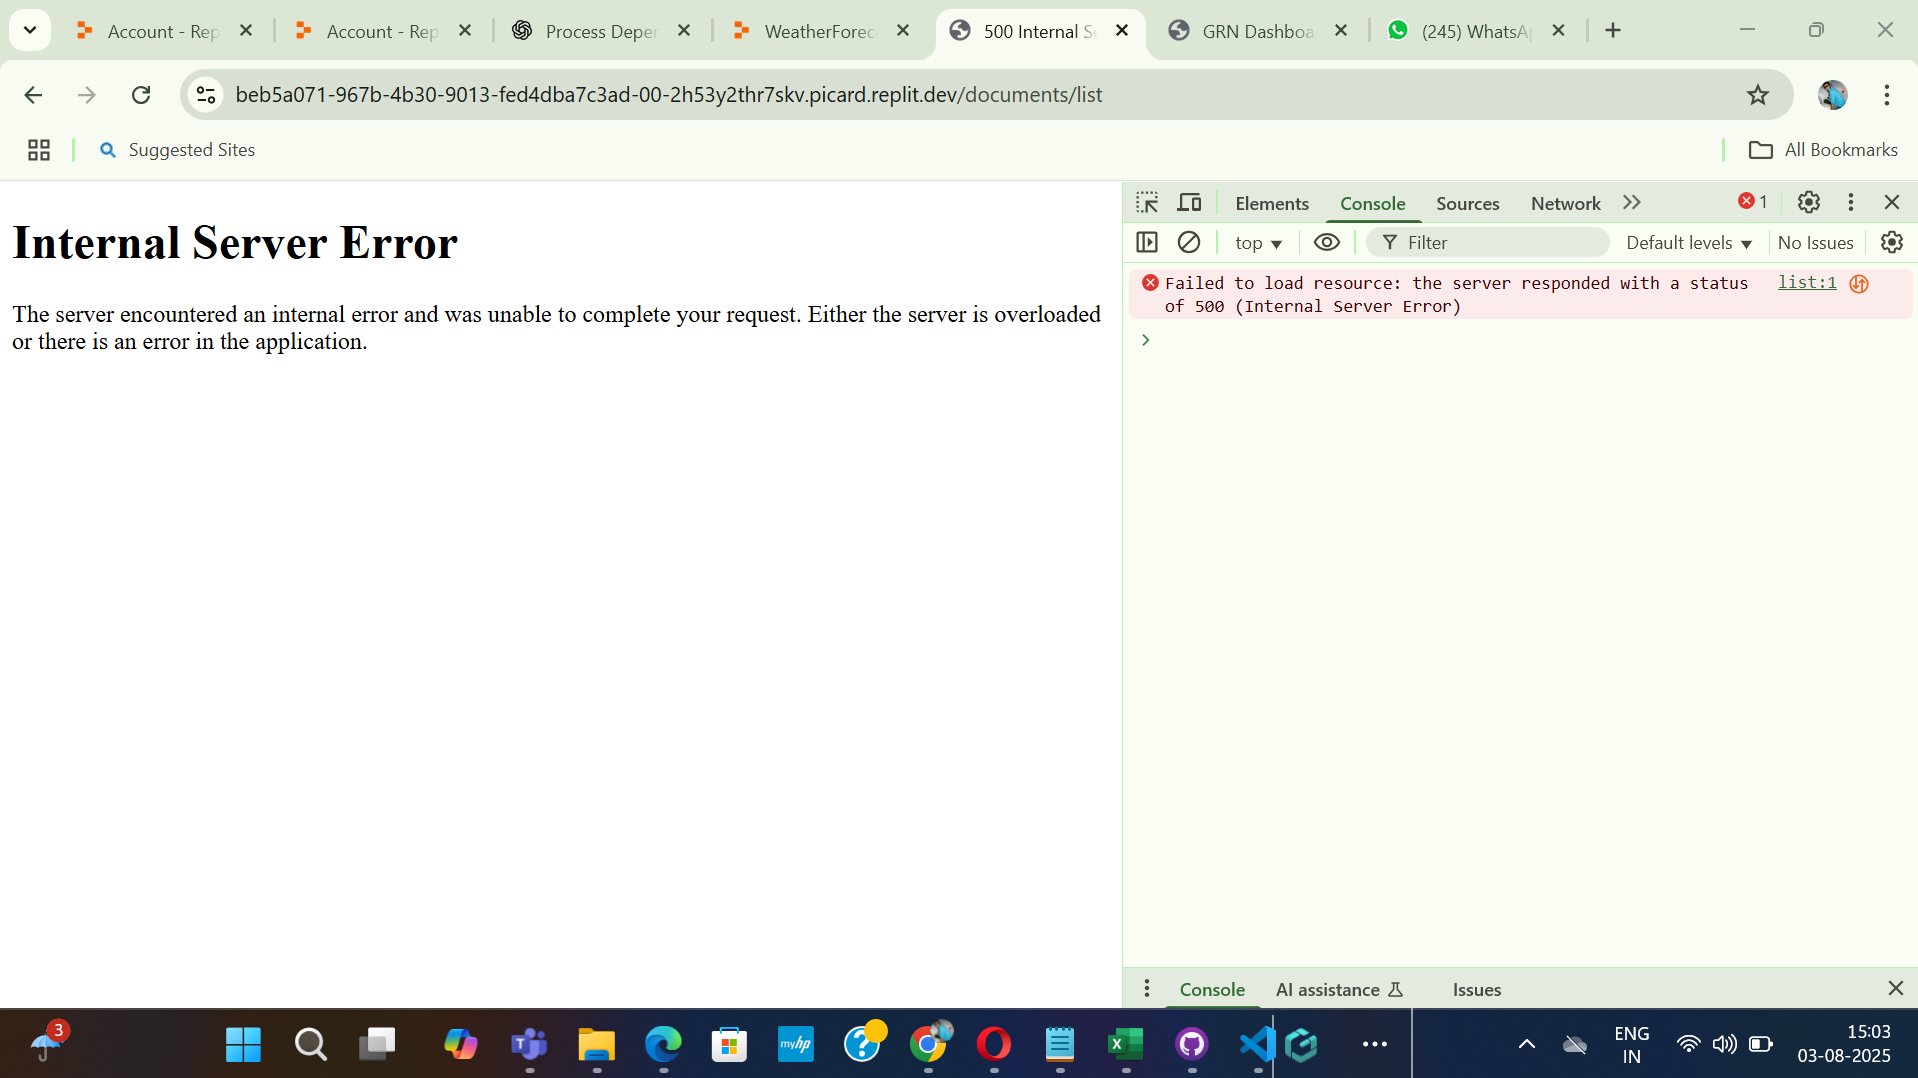 Account - Rep
Account - Rep
Process Deper
WeatherForec
500 Internal Se
GRN Dashboa
(245) WhatsAp
beb5a071-967b-4b30-9013-fed4dba7c3ad-00-2h53y2thr7skv.picard.replit.dev/documents/list
Suggested Sites
All Bookmarks
Elements
Console
Sources
Network
1
top
Filter
Default levels
No Issues
Internal Server Error
The server encountered an internal error and was unable to complete your request. Either the server is overloaded
or there is an error in the application.
Failed to load resource: the server responded with a status
list:1
of 500 (Internal Server Error)
Console
AI assistance
Issues
3
myhp
ENG
IN
15:03
03-08-2025